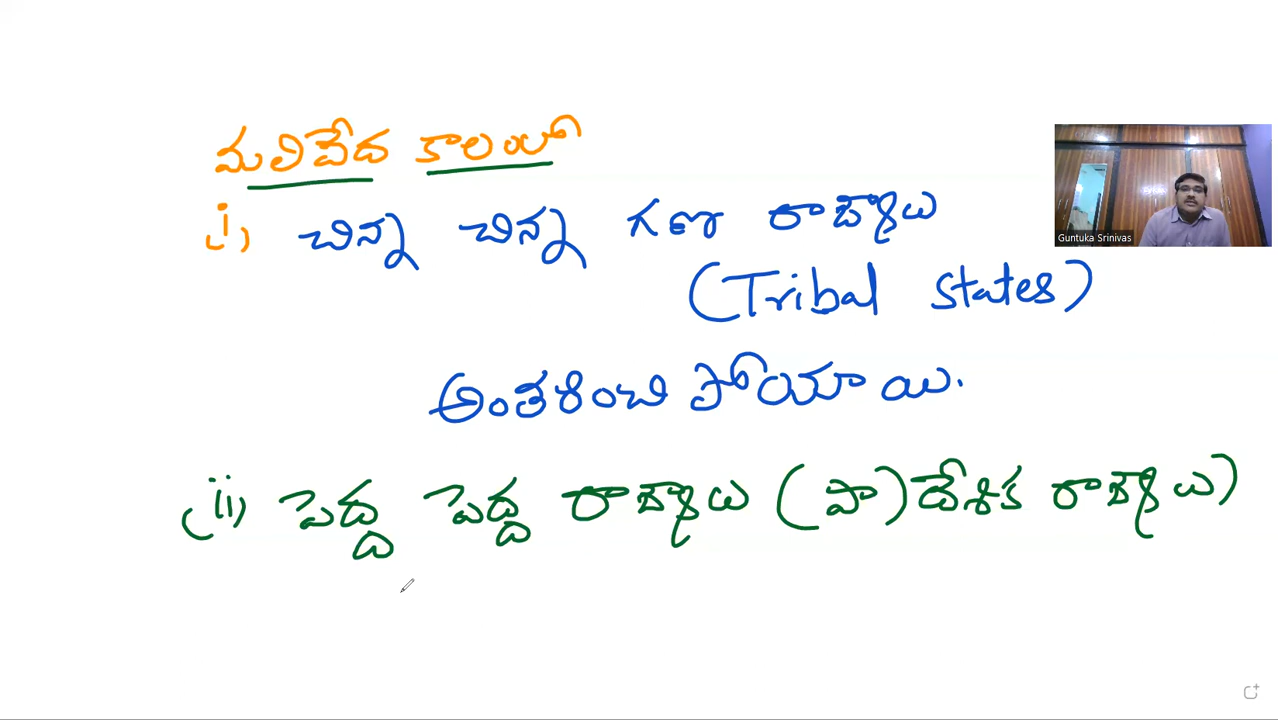 మలివేద కాలంలో
i) చిన్న చిన్న గణ రాజ్యాలు
(Tribal States)
అంతరించి పోయాయి.
ii) పెద్ద పెద్ద రాజ్యాలు (ప్రాదేశిక రాజ్యాలు)
Guntuka Srinivas